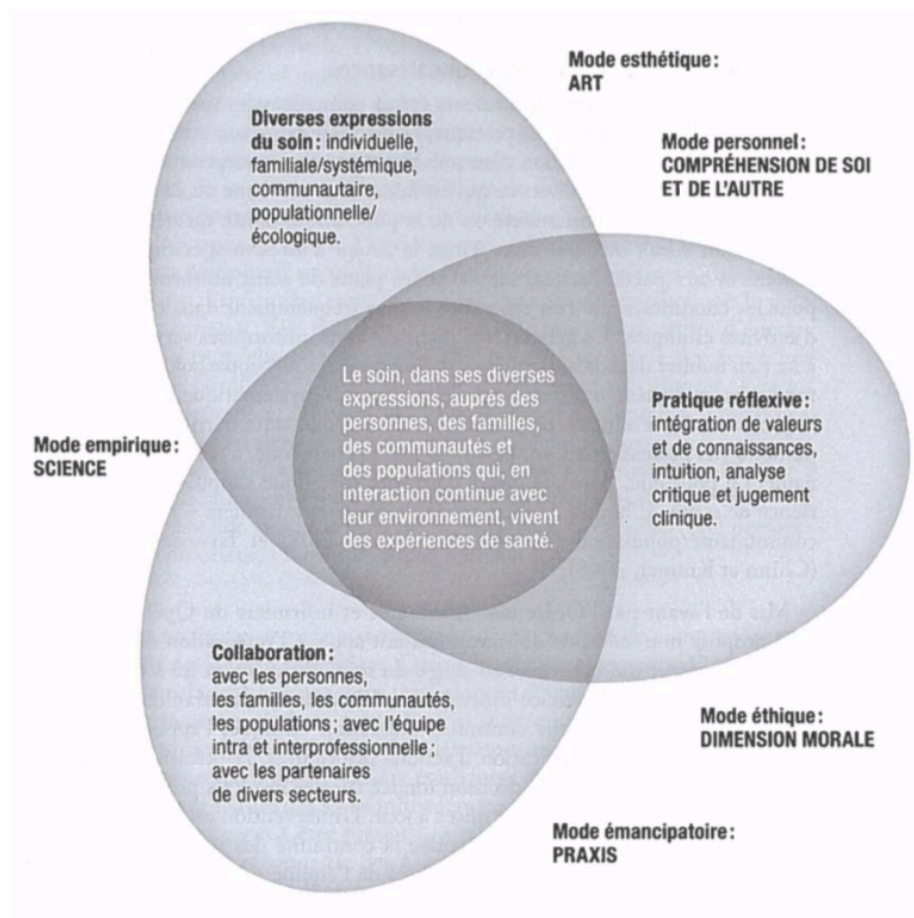 Mode esthétique :
ART
Diverses expressions
du soin : individuelle,
familiale/systémique,
communautaire,
populationnelle/
écologique.
Mode personnel :
COMPRÉHENSION DE SOI
ET DE L'AUTRE
Le soin, dans ses diverses
expressions, auprès des
personnes, des familles,
des communautés et
des populations qui, en
interaction continue avec
leur environnement, vivent
des expériences de santé.
Pratique réflexive :
intégration de valeurs
et de connaissances,
intuition, analyse
critique et jugement
clinique.
Mode empirique :
SCIENCE
Collaboration :
avec les personnes,
les familles, les communautés,
les populations ; avec l'équipe
intra et interprofessionnelle ;
avec les partenaires
de divers secteurs.
Mode éthique :
DIMENSION MORALE
Mode émancipatoire :
PRAXIS